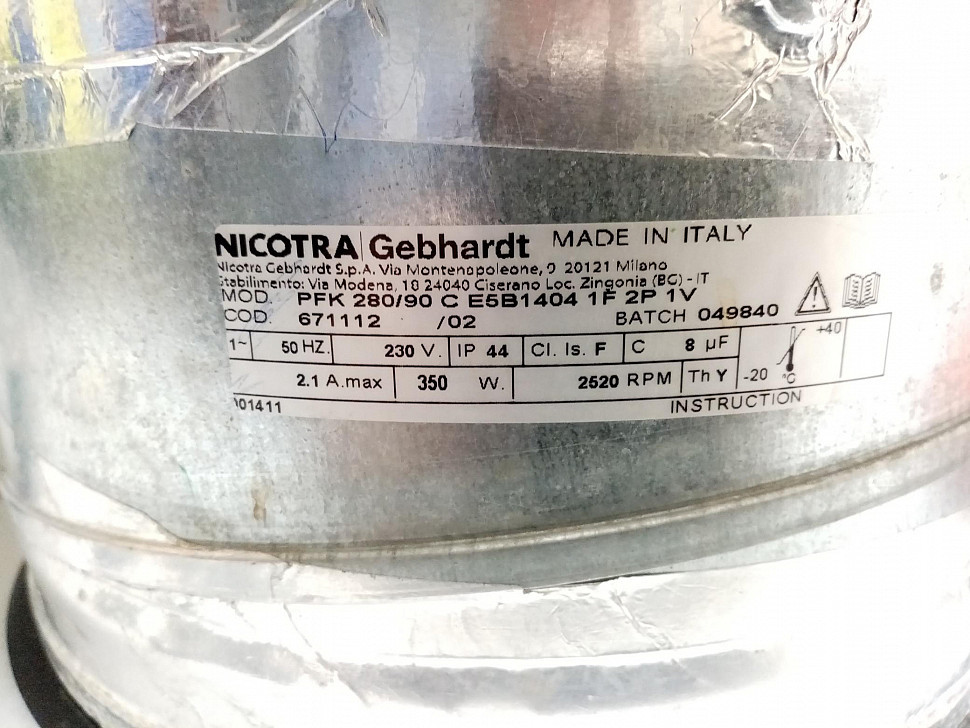 NICOTRA Gebhardt MADE IN ITALY
Nicotra Gebhardt S.p.A. Via Montenapoleone, 9 20121 Milano
Stabilimento: Via Modena, 18 24040 Ciserano Loc. Zingonia (BG) - IT
MOD. PFK 280/90 C E5B1404 1F 2P 1V
COD. 671112 /02 BATCH 049840
1~ 50 HZ. 230 V. IP 44 Cl. Is. F C 8 µF
+40
2.1 A.max 350 W. 2520 RPM Th Y -20 °C
01411 INSTRUCTION